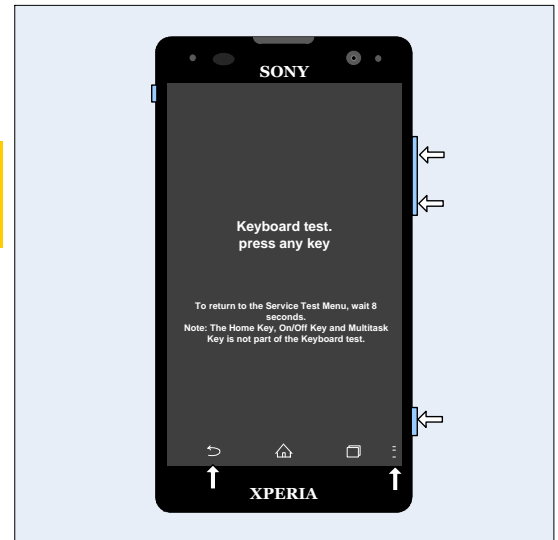 SONY
Keyboard test.
press any key
To return to the Service Test Menu, wait 8
seconds.
Note: The Home Key, On/Off Key and Multitask
Key is not part of the Keyboard test.
XPERIA